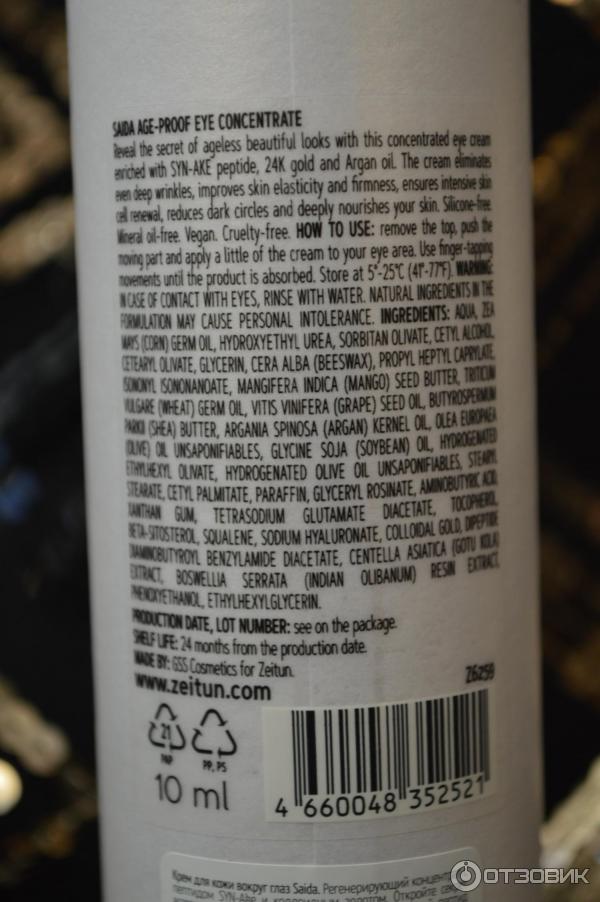 SAIDA AGE-PROOF EYE CONCENTRATE
Reveal the secret of ageless beautiful looks with this concentrated eye cream
enriched with SYN-AKE peptide, 24K gold and Argan oil. The cream eliminates
even deep wrinkles, improves skin elasticity and firmness, ensures intensive skin
cell renewal, reduces dark circles and deeply nourishes your skin. Silicone-free.
Mineral oil-free. Vegan. Cruelty-free. HOW TO USE: remove the top, push the
moving part and apply a little of the cream to your eye area. Use finger-tapping
movements until the product is absorbed. Store at 5°-25C (41°-77°F). WARNING:
IN CASE OF CONTACT WITH EYES, RINSE WITH WATER. NATURAL INGREDIENTS IN THE
FORMULATION MAY CAUSE PERSONAL INTOLERANCE. INGREDIENTS: AQUA, ZEA
MAYS (CORN) GERM OIL, HYDROXYETHYL UREA, SORBITAN OLIVATE, CETYL ALCOHOL,
CETEARYL OLIVATE, GLYCERIN, CERA ALBA (BEESWAX), PROPYL HEPTYL CAPRYLATE,
ISONONYL ISONONANOATE, MANGIFERA INDICA (MANGO) SEED BUTTER, TRITICUM
VULGARE (WHEAT) GERM OIL, VITIS VINIFERA (GRAPE) SEED OIL, BUTYROSPERMUM
PARKII (SHEA) BUTTER, ARGANIA SPINOSA (ARGAN) KERNEL OIL, OLEA EUROPAEA
(OLIVE) OIL UNSAPONIFIABLES, GLYCINE SOJA (SOYBEAN) OIL, HYDROGENATED
ETHYLHEXYL OLIVATE, HYDROGENATED OLIVE OIL UNSAPONIFIABLES, STEARYL
STEARATE, CETYL PALMITATE, PARAFFIN, GLYCERYL ROSINATE, AMINOBUTYRIC ACID,
XANTHAN GUM, TETRASODIUM GLUTAMATE DIACETATE, TOCOPHEROL,
BETA-SITOSTEROL, SQUALENE, SODIUM HYALURONATE, COLLOIDAL GOLD, DIPEPTIDE
DIAMINOBUTYROYL BENZYLAMIDE DIACETATE, CENTELLA ASIATICA (GOTU KOLA)
EXTRACT, BOSWELLIA SERRATA (INDIAN OLIBANUM) RESIN EXTRACT,
PHENOXYETHANOL, ETHYLHEXYLGLYCERIN.
PRODUCTION DATE, LOT NUMBER: see on the package.
SHELF LIFE: 24 months from the production date.
MADE BY: GSS Cosmetics for Zeitun.
www.zeitun.com
Z6259
21
PAP
PP, PS
10 ml
4 660048 352521
Крем для кожи вокруг глаз Saida. Регенерирующий
пептидом SYN-Ake и
ОТЗОВИК